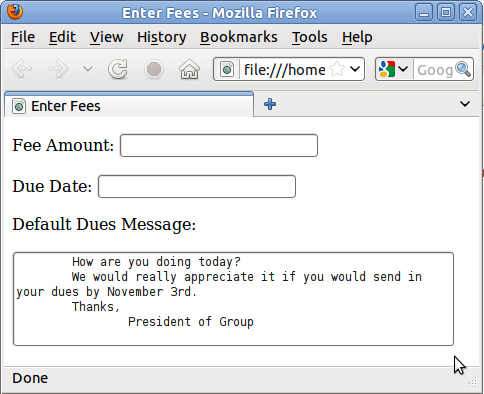 Enter Fees - Mozilla Firefox
File Edit View History Bookmarks Tools Help
file:///home Goog
Enter Fees
Fee Amount:
Due Date:
Default Dues Message:
How are you doing today?
We would really appreciate it if you would send in
your dues by November 3rd.
Thanks,
President of Group
Done